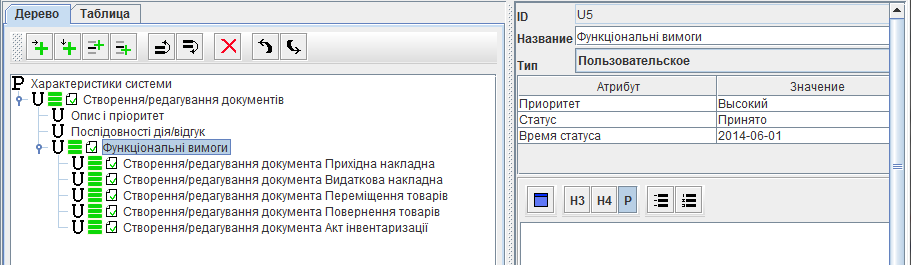 Дерево Таблица
P Характеристики системи
U Створення/редагування документів
U Опис і пріоритет
U Послідовності дія/відгук
U Функціональні вимоги
U Створення/редагування документа Прихідна накладна
U Створення/редагування документа Видаткова накладна
U Створення/редагування документа Переміщення товарів
U Створення/редагування документа Повернення товарів
U Створення/редагування документа Акт інвентаризації
ID U5
Название Функціональні вимоги
Тип Пользовательское
Атрибут Значение
Приоритет Высокий
Статус Принято
Время статуса 2014-06-01
H3 H4 P